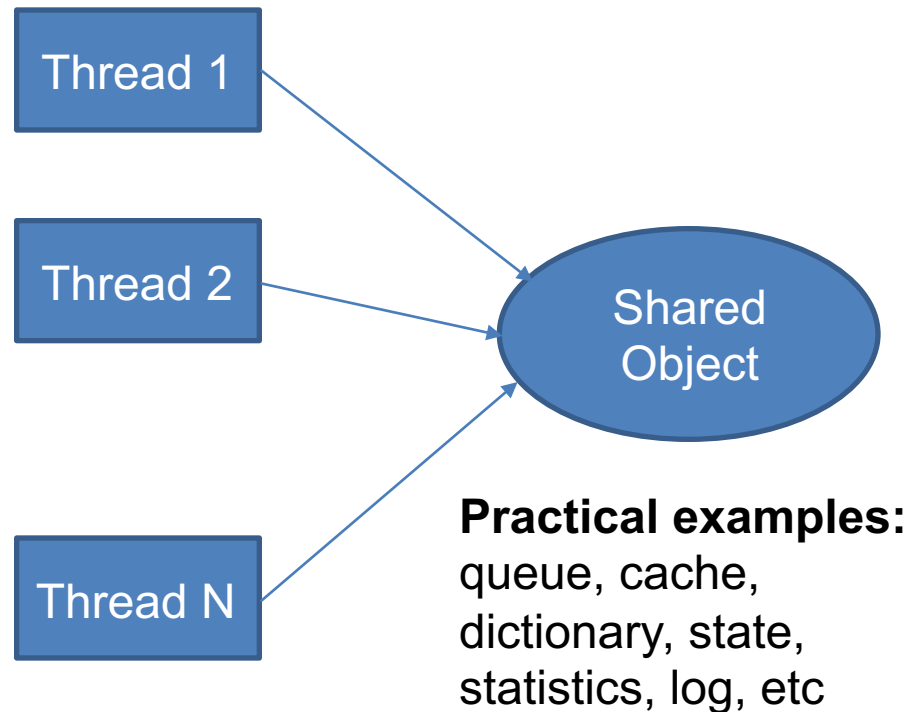 Thread 1
Thread 2
Shared
Object
Thread N
Practical examples:
queue, cache,
dictionary, state,
statistics, log, etc